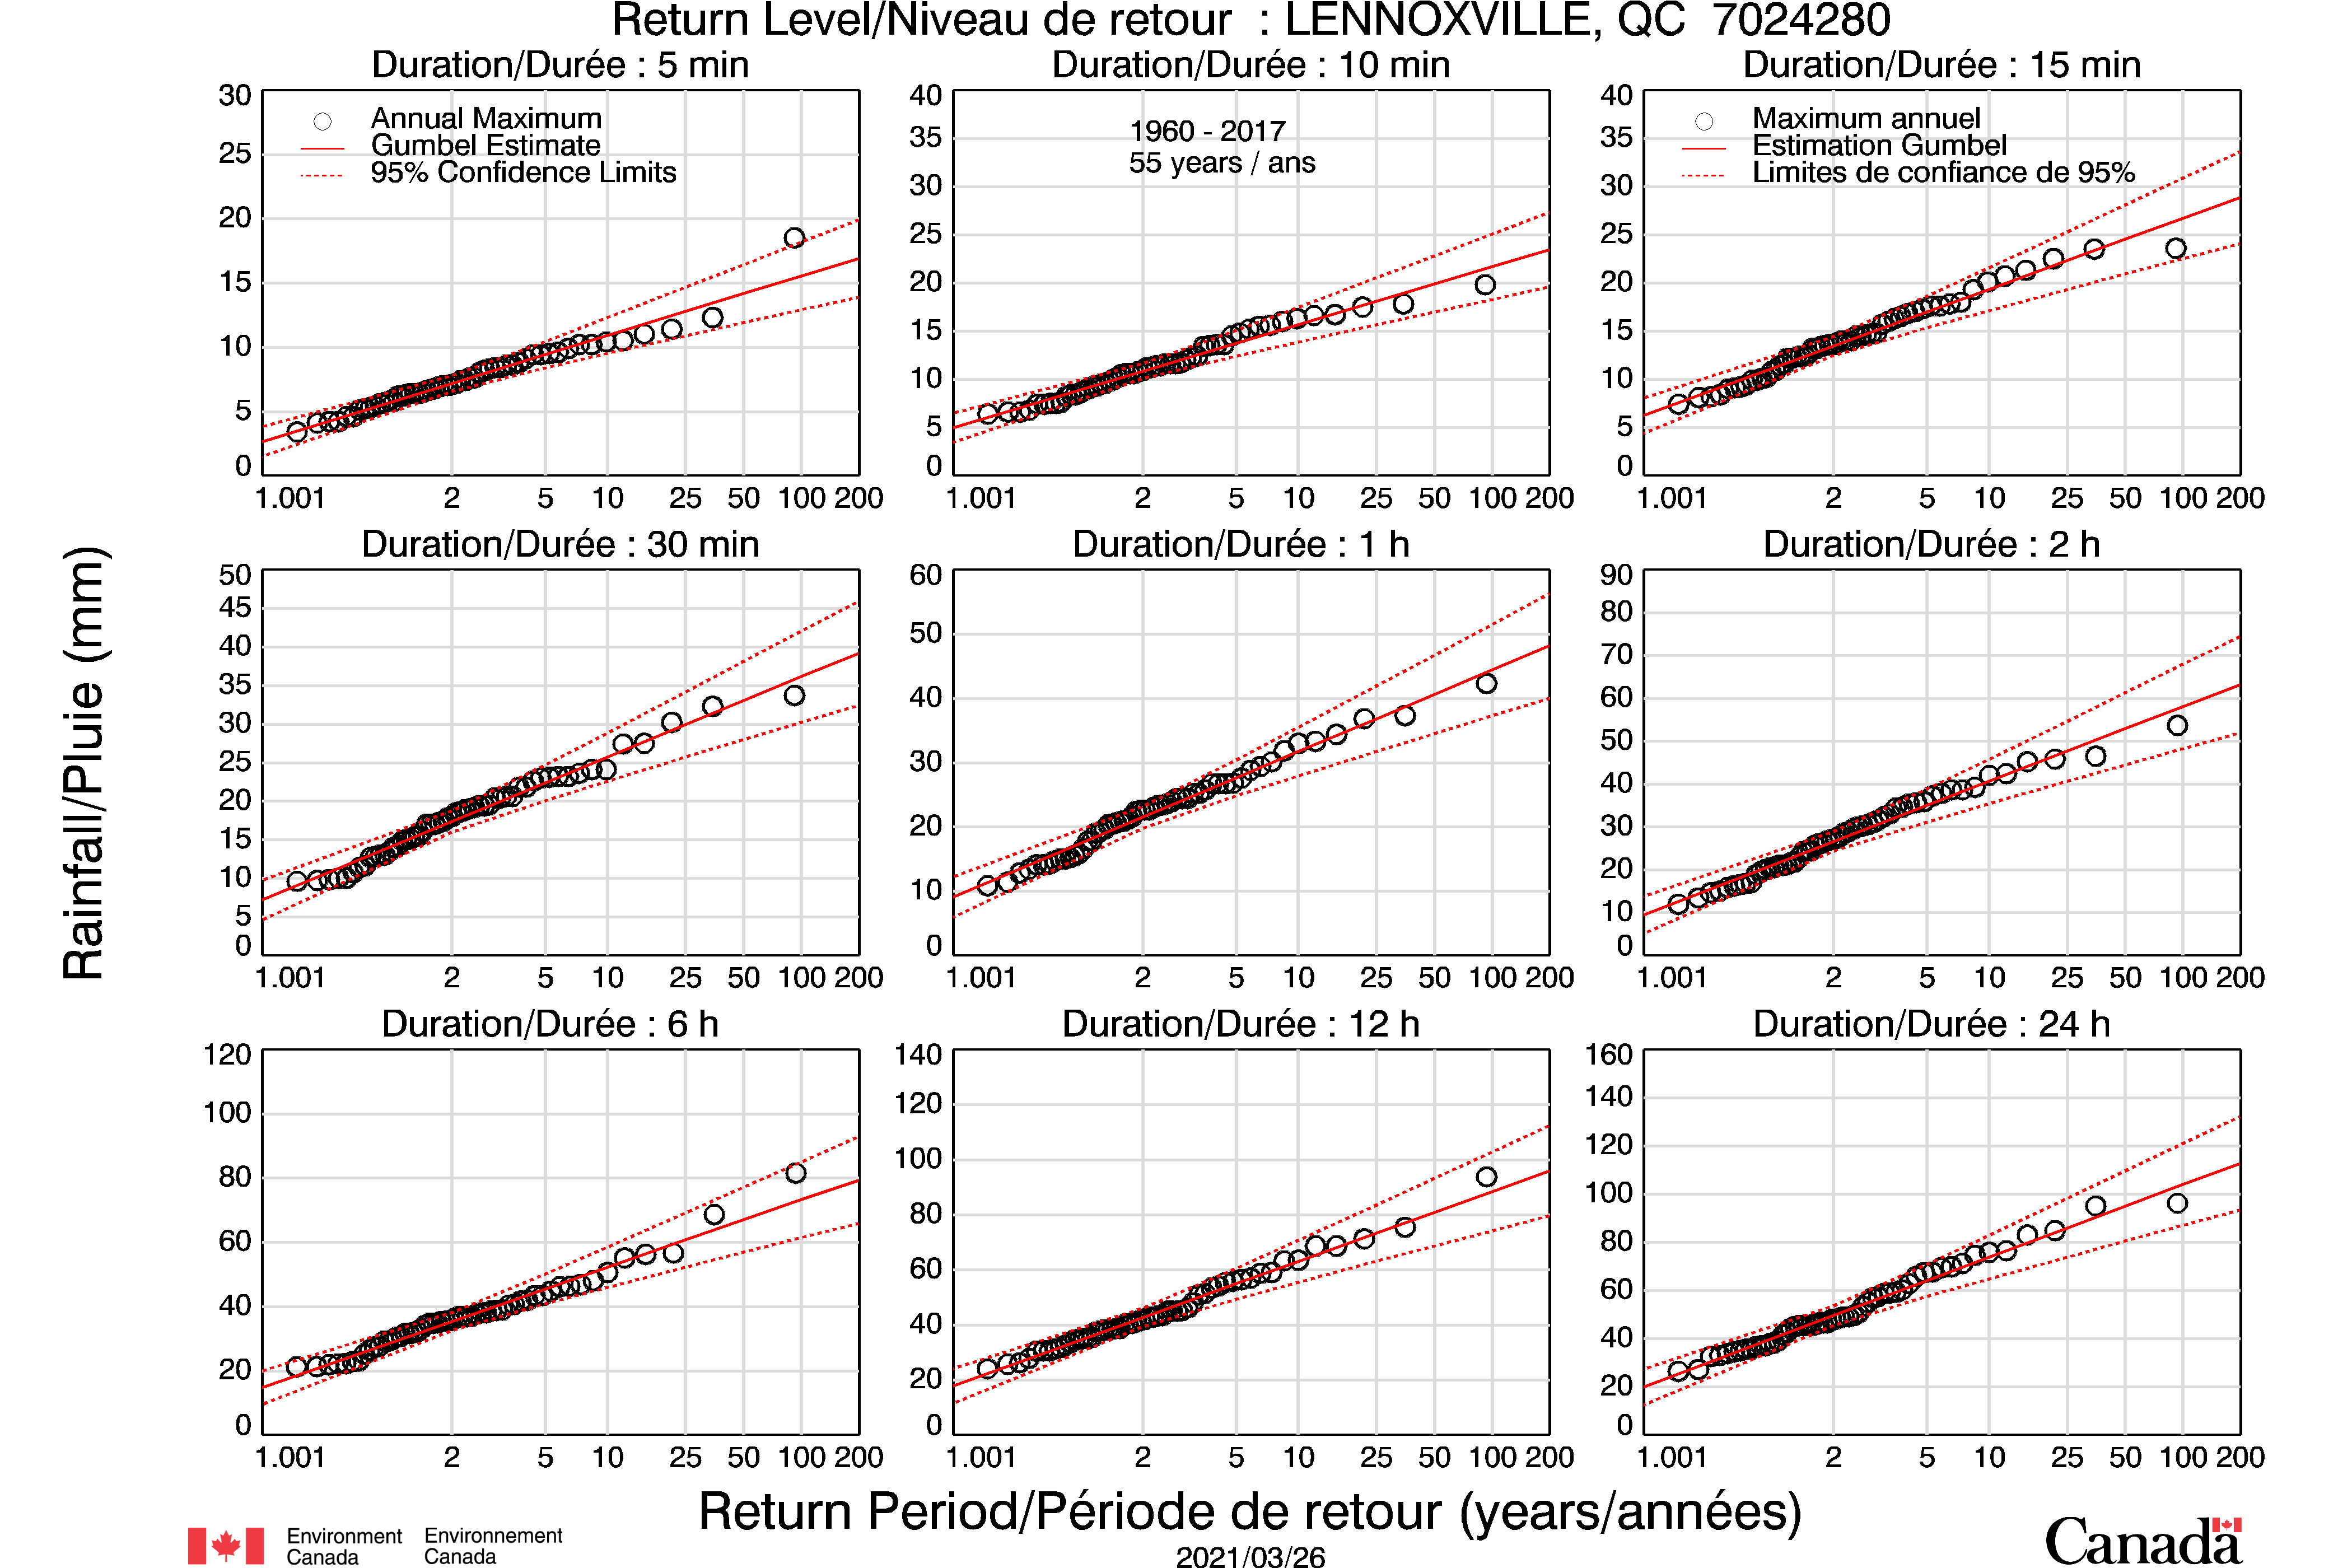 Return Level/Niveau de retour : LENNOXVILLE, QC 7024280
Duration/Durée : 5 min
30
25
20
15
10
5
0
Annual Maximum
Gumbel Estimate
95% Confidence Limits
1.001 2 5 10 25 50 100 200
Duration/Durée : 10 min
40
35
30
25
20
15
10
5
0
1960 - 2017
55 years / ans
1.001 2 5 10 25 50 100 200
Duration/Durée : 15 min
40
35
30
25
20
15
10
5
0
Maximum annuel
Estimation Gumbel
Limites de confiance de 95%
1.001 2 5 10 25 50 100 200
Rainfall/Pluie (mm)
Duration/Durée : 30 min
50
45
40
35
30
25
20
15
10
5
0
1.001 2 5 10 25 50 100 200
Duration/Durée : 1 h
60
50
40
30
20
10
0
1.001 2 5 10 25 50 100 200
Duration/Durée : 2 h
90
80
70
60
50
40
30
20
10
0
1.001 2 5 10 25 50 100 200
Duration/Durée : 6 h
120
100
80
60
40
20
0
1.001 2 5 10 25 50 100 200
Duration/Durée : 12 h
140
120
100
80
60
40
20
0
1.001 2 5 10 25 50 100 200
Duration/Durée : 24 h
160
140
120
100
80
60
40
20
0
1.001 2 5 10 25 50 100 200
Return Period/Période de retour (years/années)
Environment Canada
Environnement Canada
2021/03/26
Canada